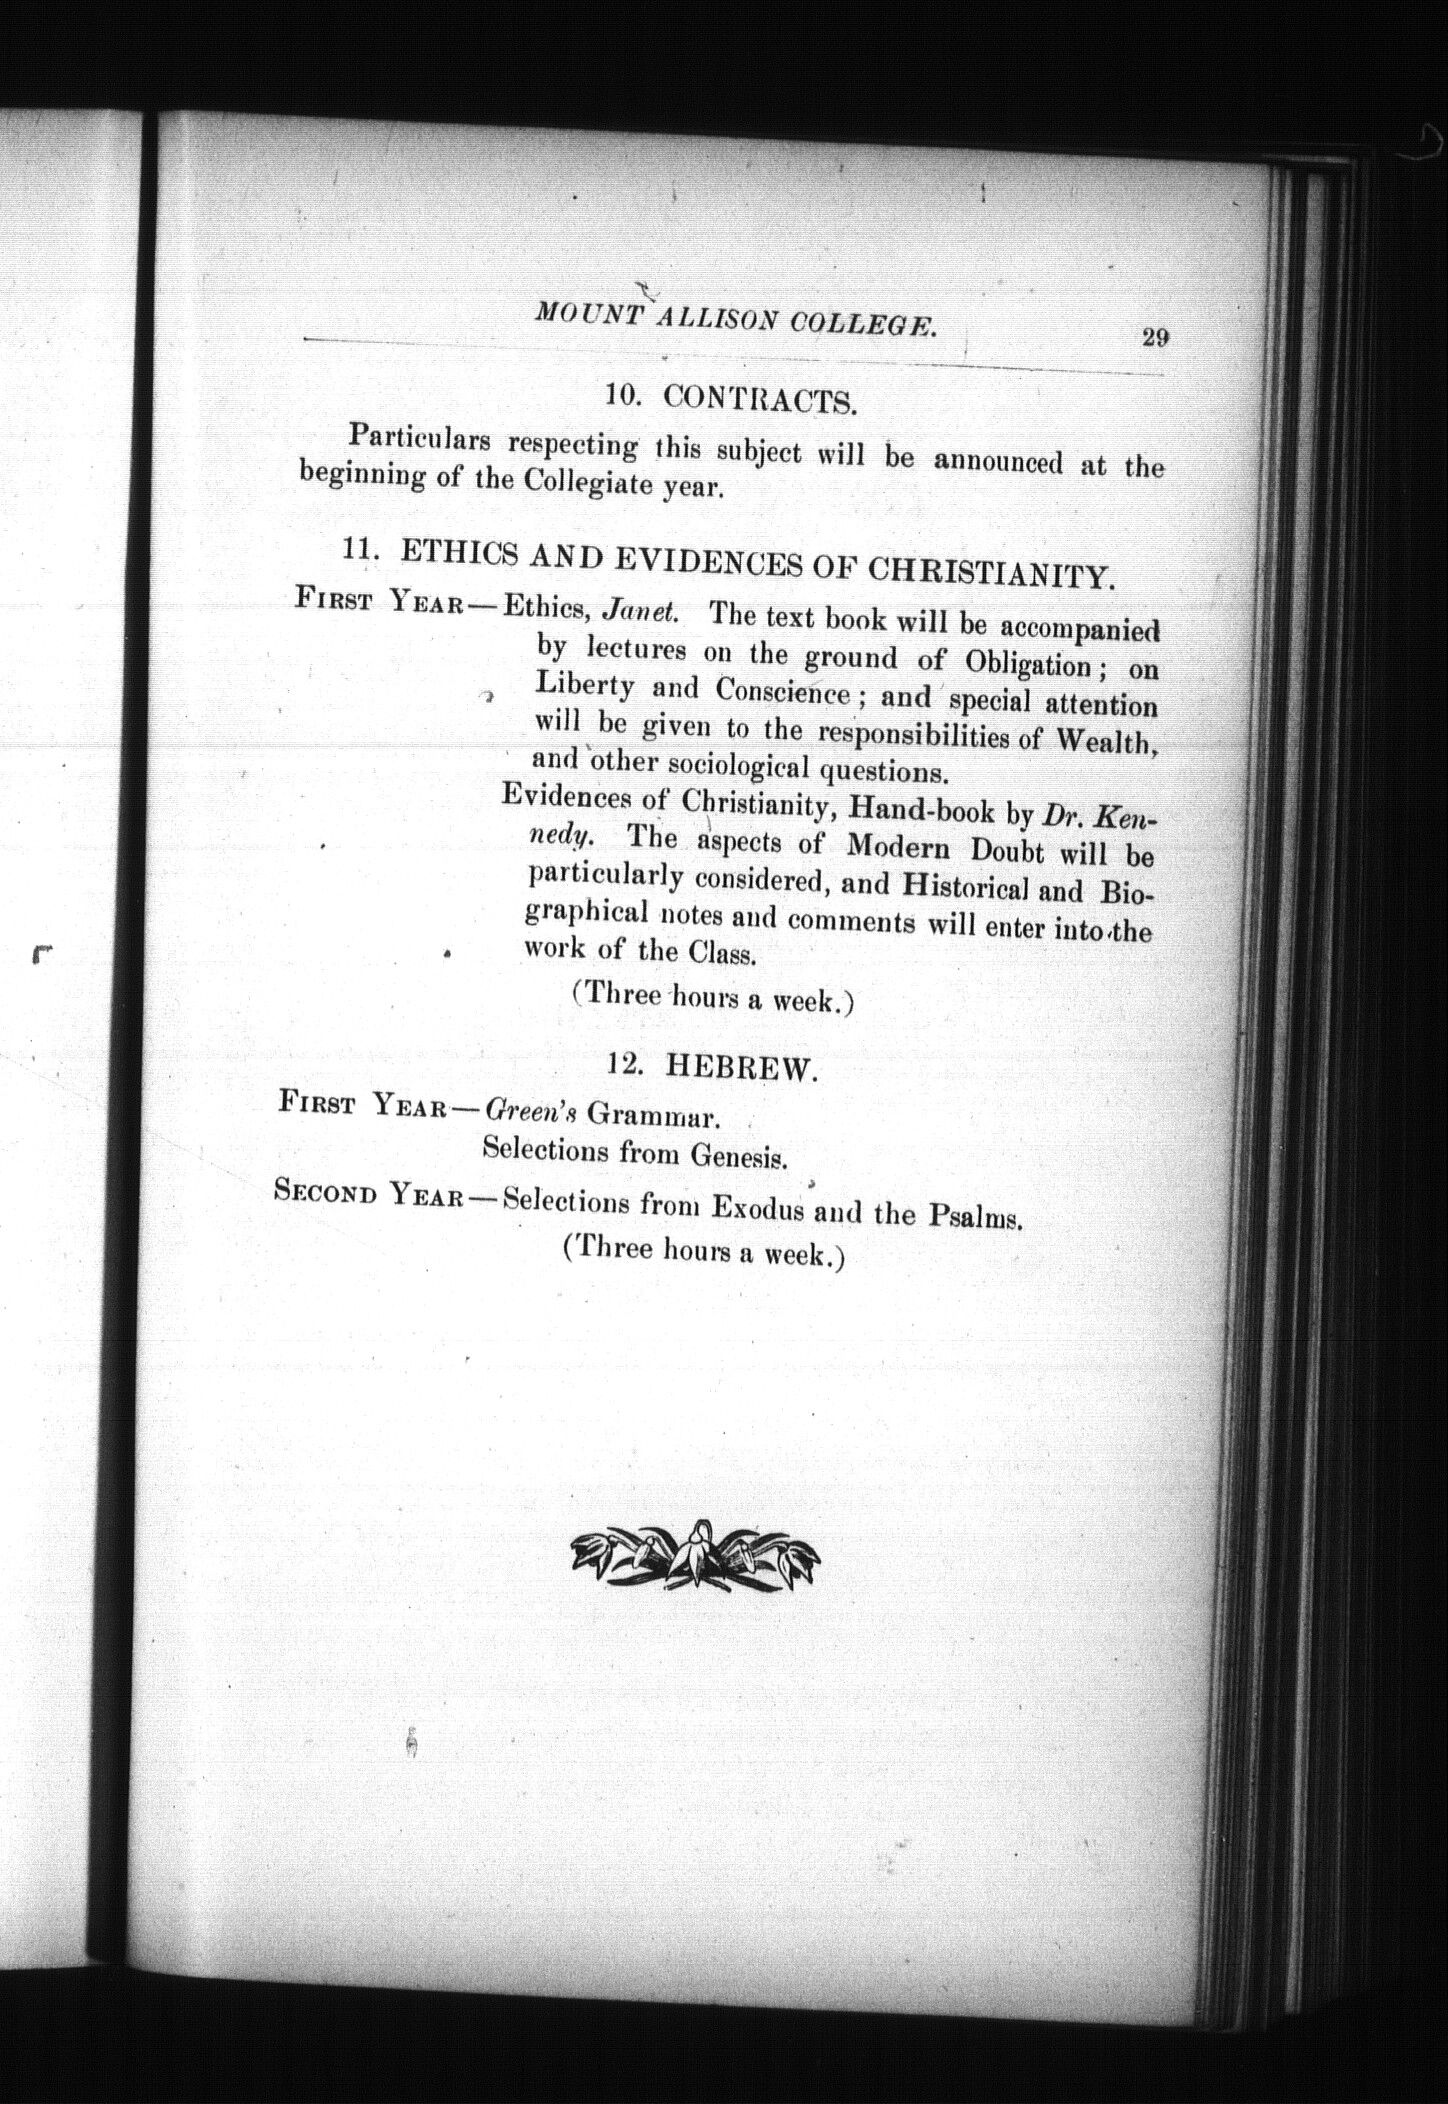 MOUNT ALLISON COLLEGE. 29
10. CONTRACTS.
Particulars respecting this subject will be announced at the
beginning of the Collegiate year.
11. ETHICS AND EVIDENCES OF CHRISTIANITY.
FIRST YEAR—Ethics, Janet. The text book will be accompanied
by lectures on the ground of Obligation; on
Liberty and Conscience; and special attention
will be given to the responsibilities of Wealth,
and other sociological questions.
Evidences of Christianity, Hand-book by Dr. Ken-
nedy. The aspects of Modern Doubt will be
particularly considered, and Historical and Bio-
graphical notes and comments will enter into the
work of the Class.
(Three hours a week.)
12. HEBREW.
FIRST YEAR—Green's Grammar.
Selections from Genesis.
SECOND YEAR—Selections from Exodus and the Psalms.
(Three hours a week.)